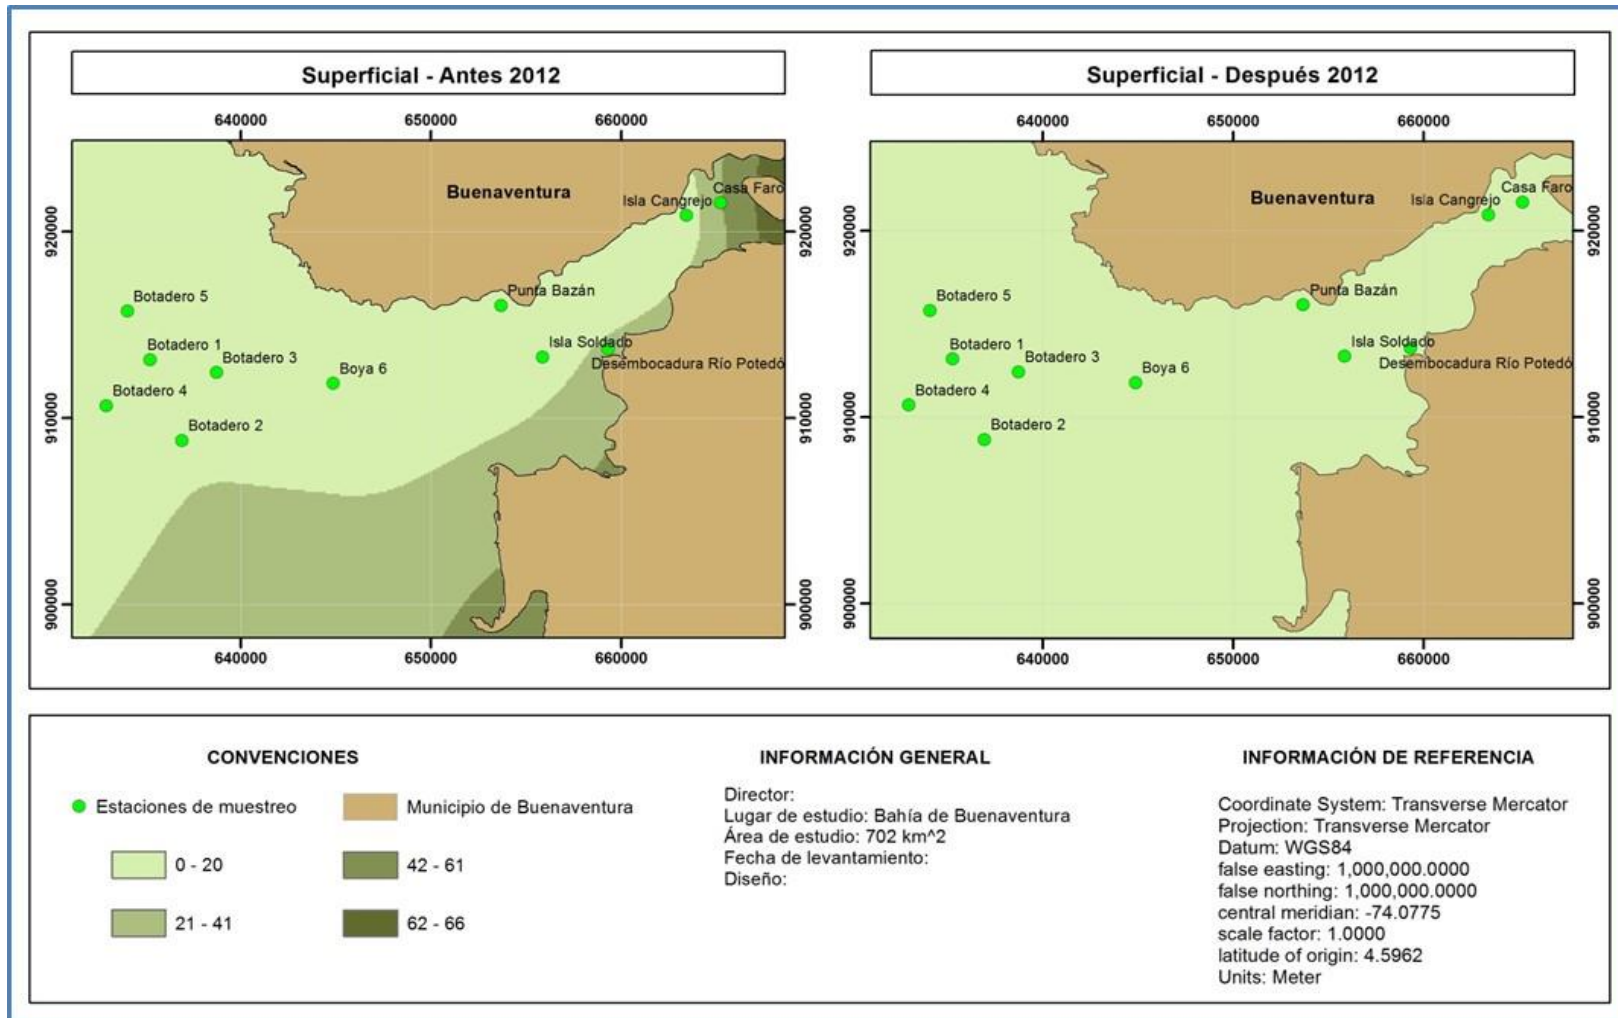 Superficial - Antes 2012
640000
650000
660000
920000
910000
900000
Buenaventura
Casa Faro
Isla Cangrejo
Punta Bazán
Botadero 5
Botadero 1
Botadero 3
Botadero 4
Botadero 2
Boya 6
Isla Soldado
Desembocadura Río Potedó
920000
910000
900000
640000
650000
660000
Superficial - Después 2012
640000
650000
660000
920000
910000
900000
Buenaventura
Casa Faro
Isla Cangrejo
Punta Bazán
Botadero 5
Botadero 1
Botadero 3
Botadero 4
Botadero 2
Boya 6
Isla Soldado
Desembocadura Río Potedó
920000
910000
900000
640000
650000
660000
CONVENCIONES
Estaciones de muestreo
Municipio de Buenaventura
0 - 20
42 - 61
21 - 41
62 - 66
INFORMACIÓN GENERAL
Director:
Lugar de estudio: Bahía de Buenaventura
Área de estudio: 702 km^2
Fecha de levantamiento:
Diseño:
INFORMACIÓN DE REFERENCIA
Coordinate System: Transverse Mercator
Projection: Transverse Mercator
Datum: WGS84
false easting: 1,000,000.0000
false northing: 1,000,000.0000
central meridian: -74.0775
scale factor: 1.0000
latitude of origin: 4.5962
Units: Meter